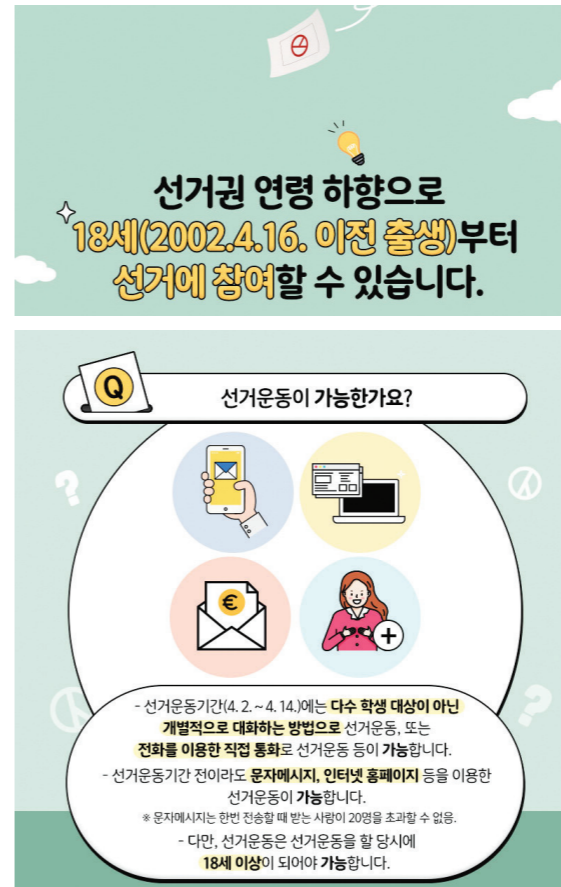 선거권 연령 하향으로
18세(2002.4.16. 이전 출생)부터
선거에 참여할 수 있습니다.
Q
선거운동이 가능한가요?
€
- 선거운동기간(4. 2. ~ 4. 14.)에는 다수 학생 대상이 아닌
개별적으로 대화하는 방법으로 선거운동, 또는
전화를 이용한 직접 통화로 선거운동 등이 가능합니다.
- 선거운동기간 전이라도 문자메시지, 인터넷 홈페이지 등을 이용한
선거운동이 가능합니다.
※ 문자메시지는 한번 전송할 때 받는 사람이 20명을 초과할 수 없음.
- 다만, 선거운동은 선거운동을 할 당시에
18세 이상이 되어야 가능합니다.